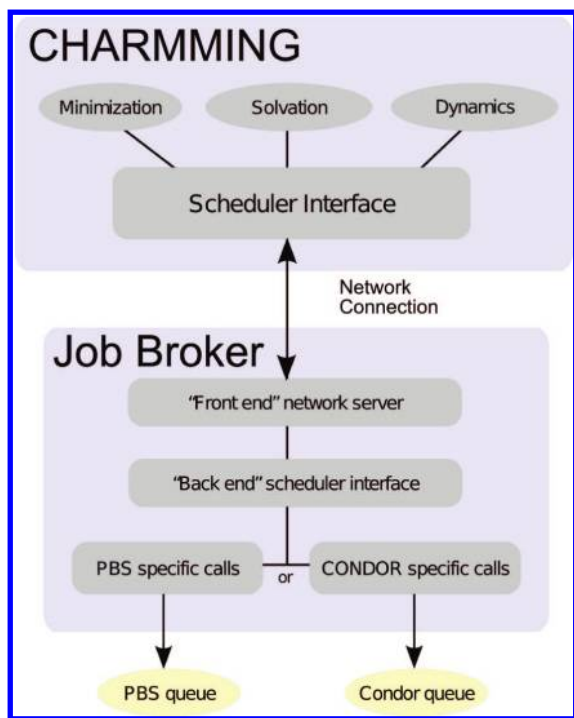 CHARMMING
Minimization
Solvation
Dynamics
Scheduler Interface
Network
Connection
Job Broker
“Front end” network server
“Back end” scheduler interface
PBS specific calls
or
CONDOR specific calls
PBS queue
Condor queue